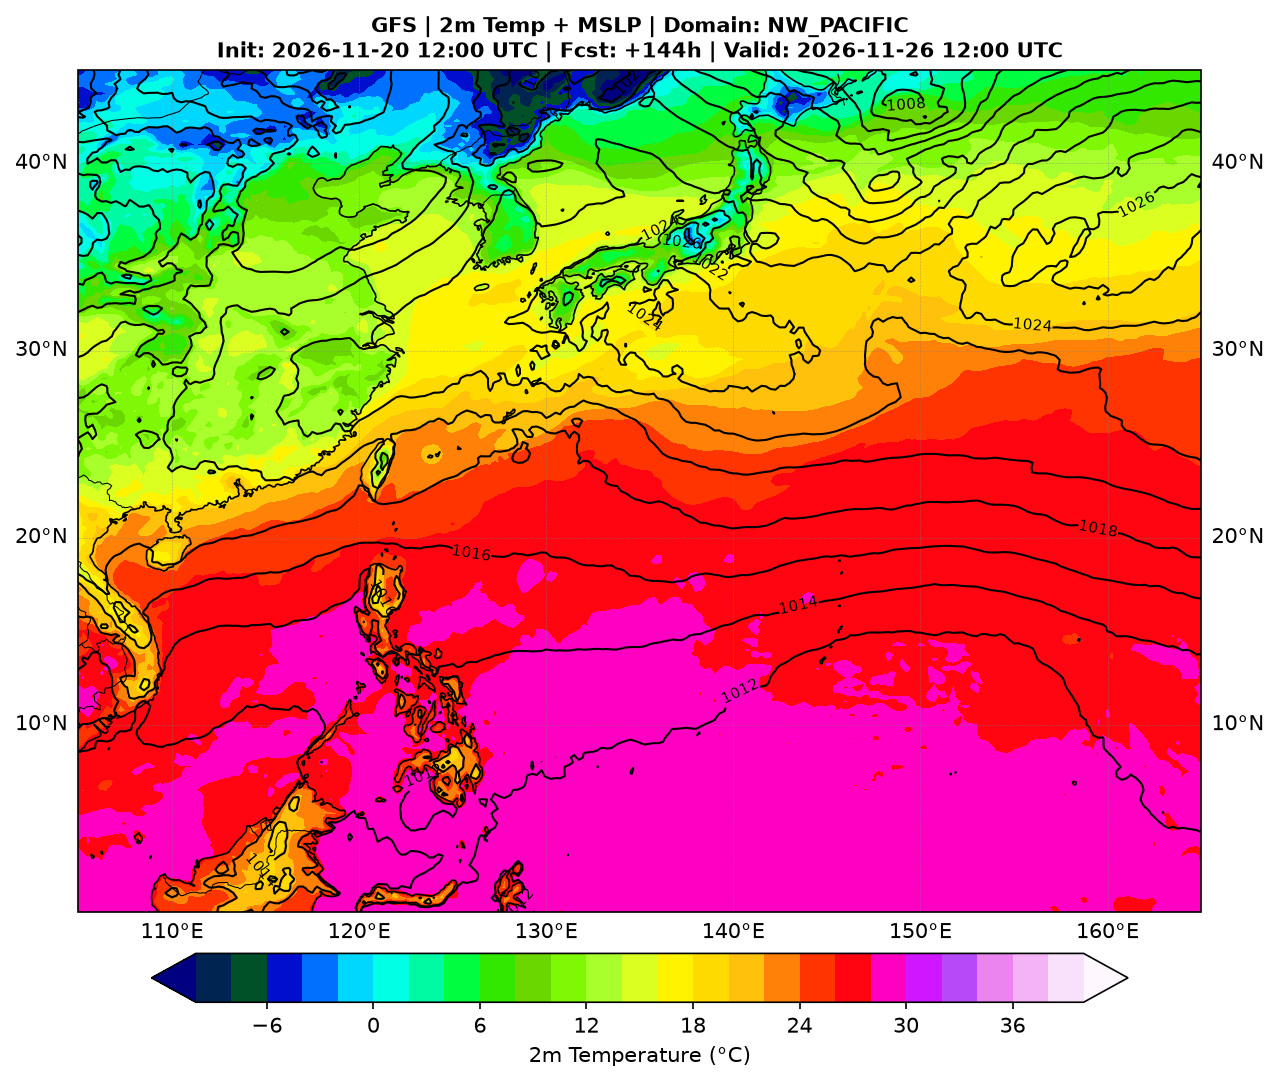 GFS | 2m Temp + MSLP | Domain: NW_PACIFIC
Init: 2026-11-20 12:00 UTC | Fcst: +144h | Valid: 2026-11-26 12:00 UTC
1008
40°N
40°N
1026
1024
1026
1022
1024
1024
30°N
30°N
1018
20°N
20°N
1016
1014
1012
10°N
10°N
110°E
120°E
130°E
140°E
150°E
160°E
−6
0
6
12
18
24
30
36
2m Temperature (°C)